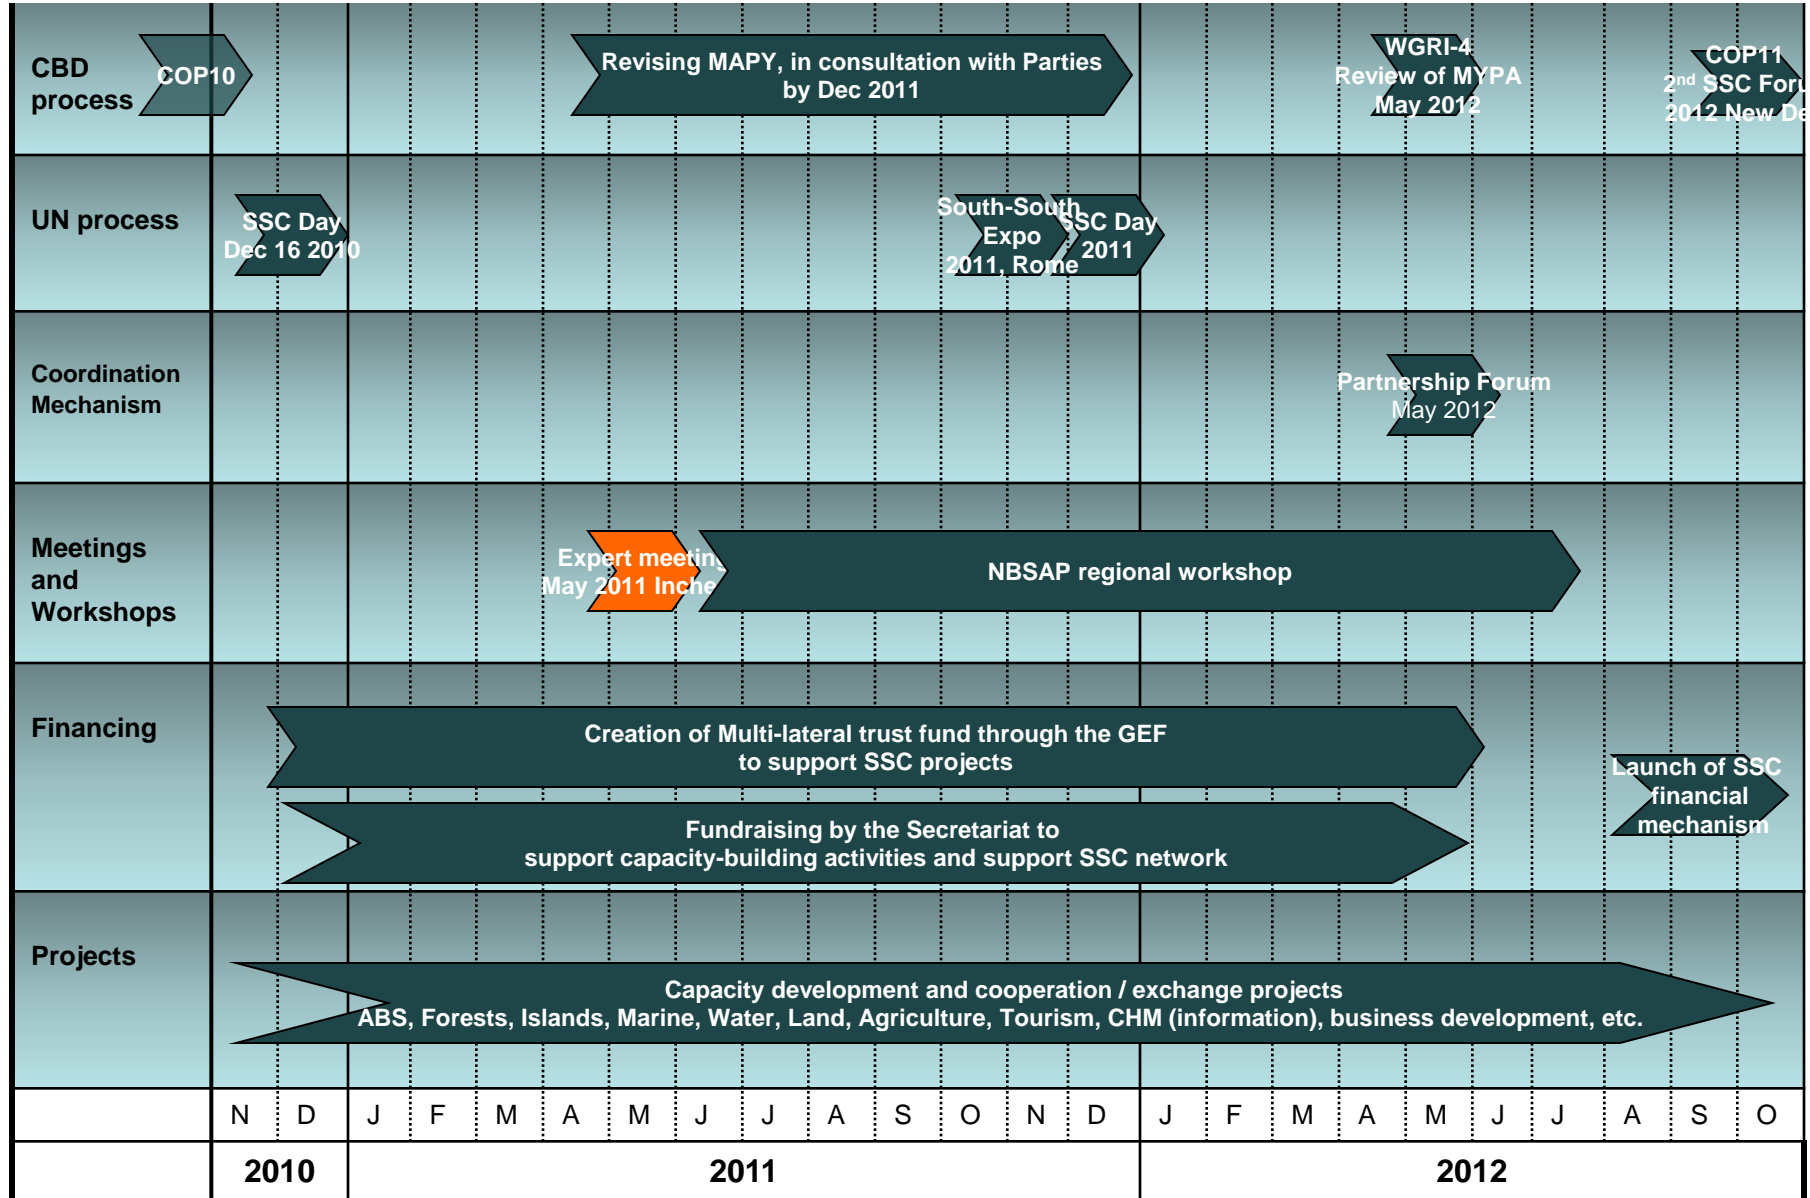 CBD
process
COP10
Revising MAPY, in consultation with Parties
by Dec 2011
WGRI-4
Review of MYPA
May 2012
COP11
2nd SSC Foru
2012 New De
UN process
SSC Day
Dec 16 2010
South-South
Expo
2011, Rome
SSC Day
2011
Coordination
Mechanism
Partnership Forum
May 2012
Meetings
and
Workshops
Expert meeting
May 2011 Inche
NBSAP regional workshop
Financing
Creation of Multi-lateral trust fund through the GEF
to support SSC projects
Launch of SSC
financial
mechanism
Fundraising by the Secretariat to
support capacity-building activities and support SSC network
Projects
Capacity development and cooperation / exchange projects
ABS, Forests, Islands, Marine, Water, Land, Agriculture, Tourism, CHM (information), business development, etc.
N D J F M A M J J A S O N D J F M A M J J A S O
2010 2011 2012